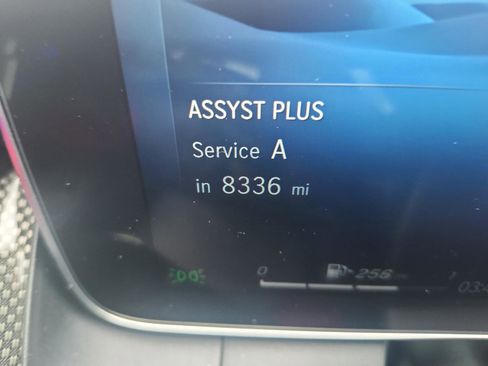 ASSYST PLUS
Service A
in 8336 mi
0 256